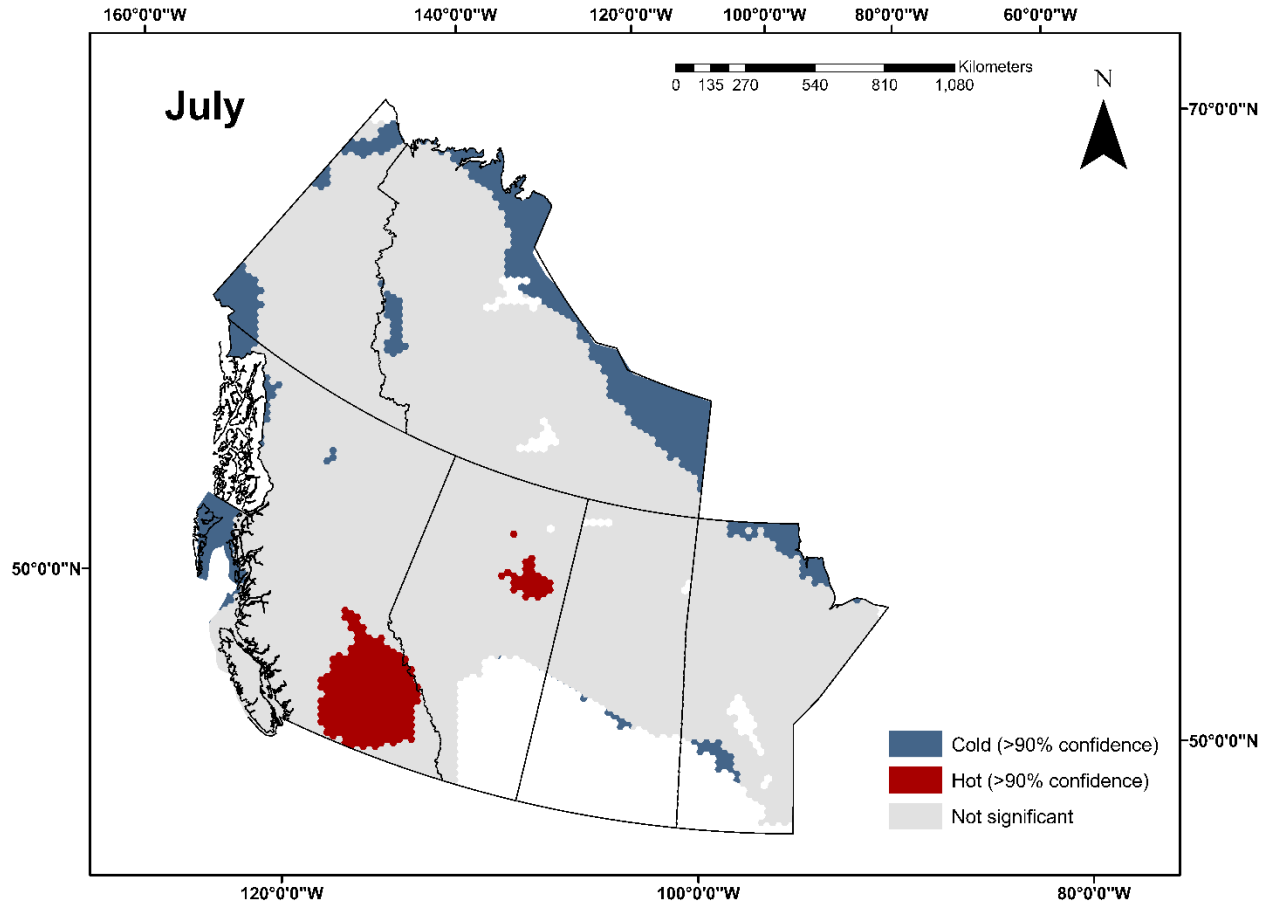 160°0'0"W 140°0'0"W 120°0'0"W 100°0'0"W 80°0'0"W 60°0'0"W
Kilometers
0 135 270 540 810 1,080
July
N
70°0'0"N
50°0'0"N
50°0'0"N
Cold (>90% confidence)
Hot (>90% confidence)
Not significant
120°0'0"W 100°0'0"W 80°0'0"W